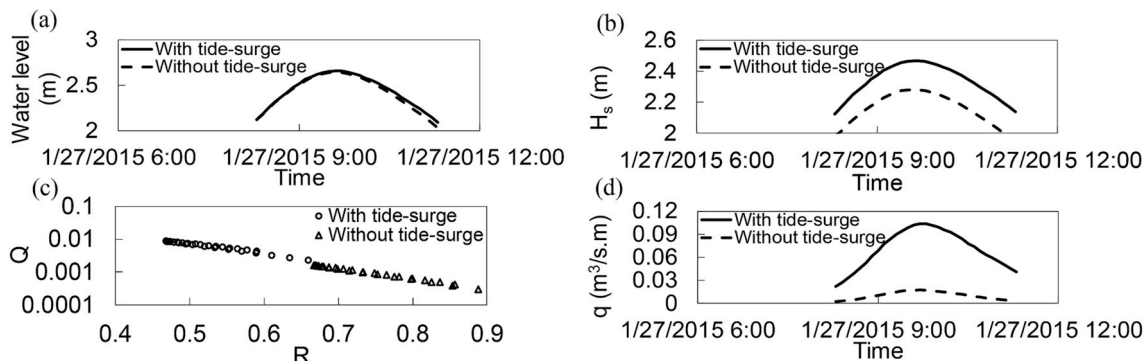 (a)
Water level
(m)
3
2.5
2
With tide-surge
Without tide-surge
1/27/2015 6:00
1/27/2015 9:00
1/27/2015 12:00
Time
(b)
H_s (m)
2.6
2.4
2.2
2
With tide-surge
Without tide-surge
1/27/2015 6:00
1/27/2015 9:00
1/27/2015 12:00
Time
(c)
Q
0.1
0.01
0.001
0.0001
With tide-surge
Without tide-surge
0.4 0.5 0.6 0.7 0.8 0.9
R
(d)
q (m³/s.m)
0.12
0.09
0.06
0.03
0
With tide-surge
Without tide-surge
1/27/2015 6:00
1/27/2015 9:00
1/27/2015 12:00
Time